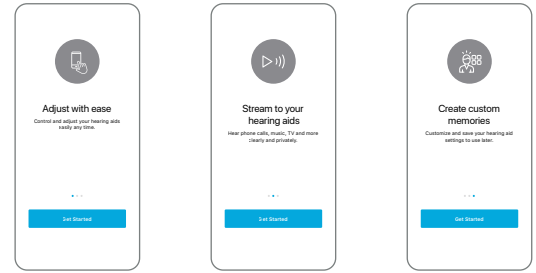 Adjust with ease
Control and adjust your hearing aids
easily any time.
Get Started
Stream to your
hearing aids
Hear phone calls, music, TV and more
clearly and privately.
Get Started
Create custom
memories
Customize and save your hearing aid
settings to use later.
Get Started